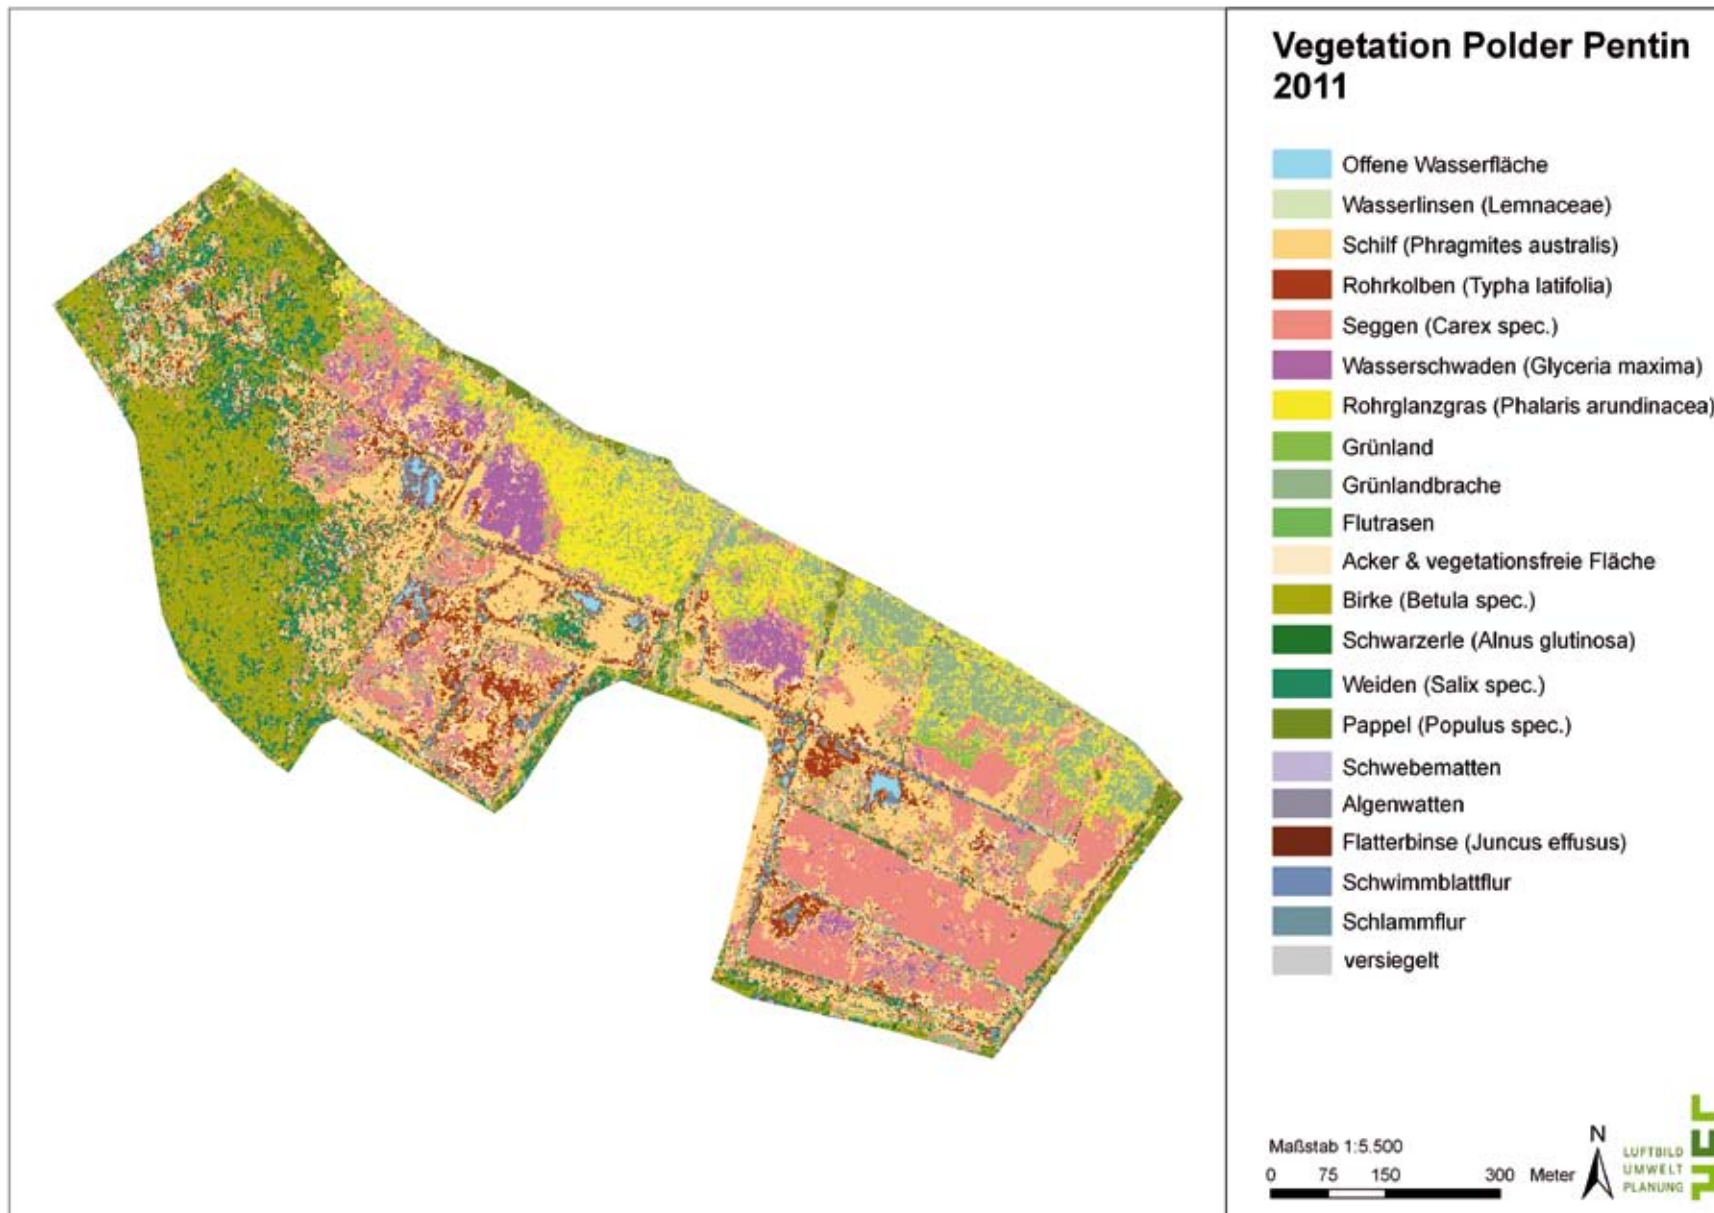 Vegetation Polder Pentin
2011
Offene Wasserfläche
Wasserlinsen (Lemnaceae)
Schilf (Phragmites australis)
Rohrkolben (Typha latifolia)
Seggen (Carex spec.)
Wasserschwaden (Glyceria maxima)
Rohrglanzgras (Phalaris arundinacea)
Grünland
Grünlandbrache
Flutrasen
Acker & vegetationsfreie Fläche
Birke (Betula spec.)
Schwarzerle (Alnus glutinosa)
Weiden (Salix spec.)
Pappel (Populus spec.)
Schwebematten
Algenwatten
Flatterbinse (Juncus effusus)
Schwimmblattflur
Schlammflur
versiegelt
Maßstab 1:5.500
0 75 150 300 Meter
N
LUFTBILD
UMWELT
PLANUNG